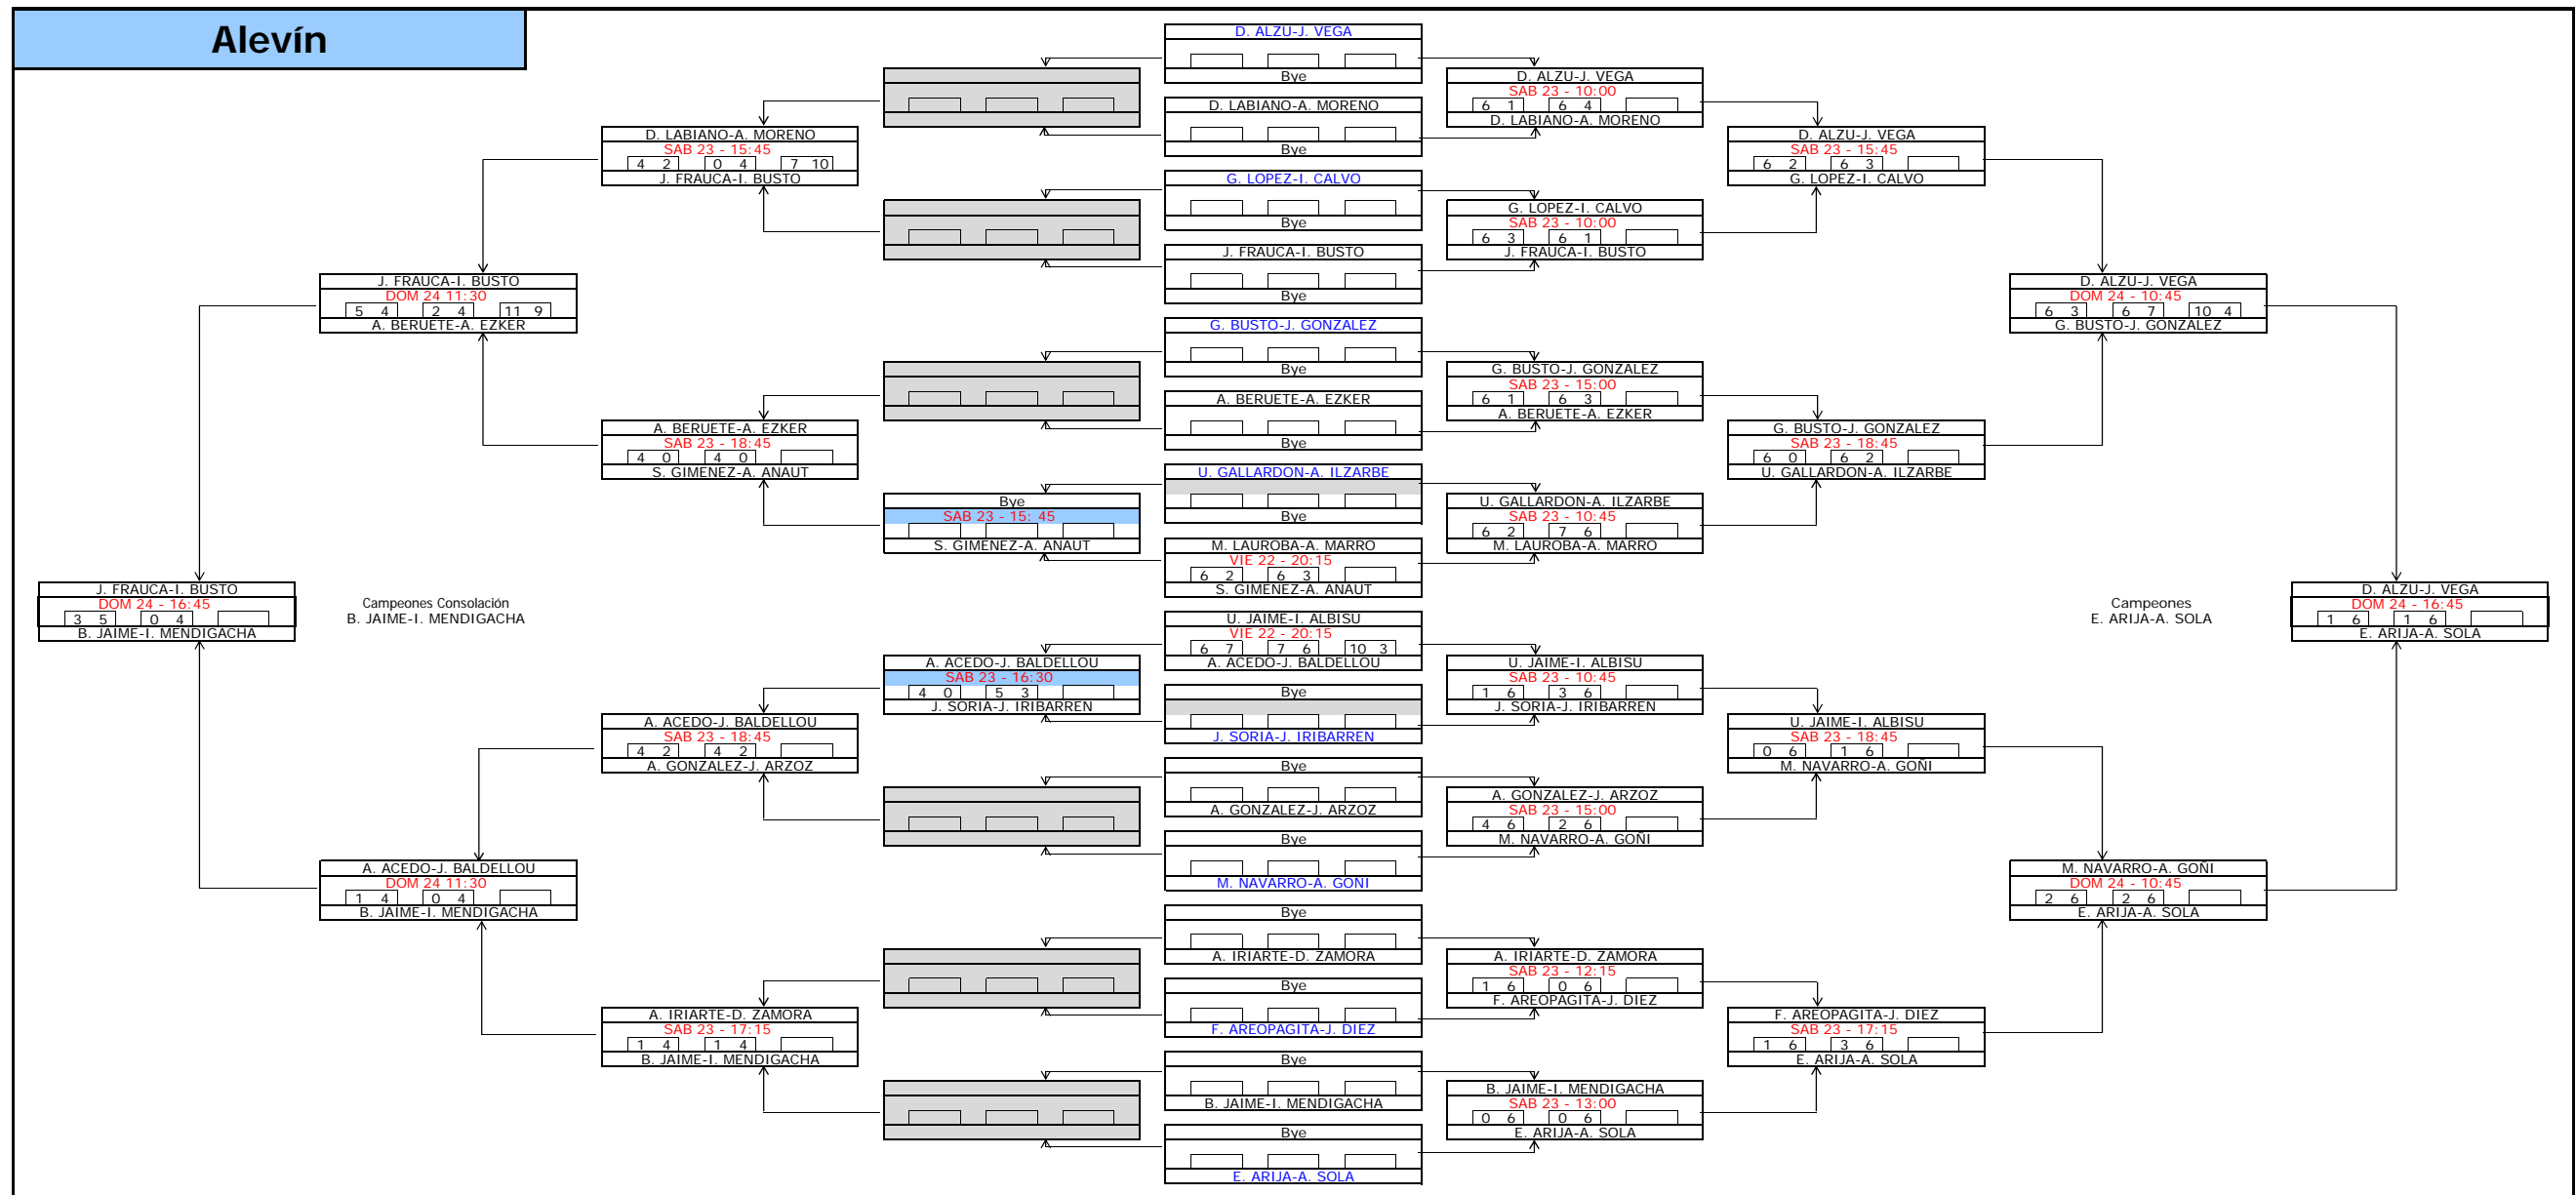 Alevín
J. FRAUCA-I. BUSTO
DOM 24 - 16:45
3 5 0 4
B. JAIME-I. MENDIGACHA
Campeones Consolación
B. JAIME-I. MENDIGACHA
J. FRAUCA-I. BUSTO
DOM 24 11:30
5 4 2 4 11 9
A. BERUETE-A. EZKER
A. ACEDO-J. BALDELLOU
DOM 24 11:30
1 4 0 4
B. JAIME-I. MENDIGACHA
D. LABIANO-A. MORENO
SAB 23 - 15:45
4 2 0 4 7 10
J. FRAUCA-I. BUSTO
A. BERUETE-A. EZKER
SAB 23 - 18:45
4 0 4 0
S. GIMENEZ-A. ANAUT
A. ACEDO-J. BALDELLOU
SAB 23 - 18:45
4 2 4 2
A. GONZALEZ-J. ARZOZ
A. IRIARTE-D. ZAMORA
SAB 23 - 17:15
1 4 1 4
B. JAIME-I. MENDIGACHA
Bye
SAB 23 - 15: 45
S. GIMENEZ-A. ANAUT
A. ACEDO-J. BALDELLOU
SAB 23 - 16:30
4 0 5 3
J. SORIA-J. IRIBARREN
D. ALZU-J. VEGA
Bye
D. LABIANO-A. MORENO
Bye
G. LOPEZ-I. CALVO
Bye
J. FRAUCA-I. BUSTO
Bye
G. BUSTO-J. GONZALEZ
Bye
A. BERUETE-A. EZKER
Bye
U. GALLARDON-A. ILZARBE
Bye
M. LAUROBA-A. MARRO
VIE 22 - 20:15
6 2 6 3
S. GIMENEZ-A. ANAUT
U. JAIME-I. ALBISU
VIE 22 - 20:15
6 7 7 6 10 3
A. ACEDO-J. BALDELLOU
Bye
J. SORIA-J. IRIBARREN
Bye
A. GONZALEZ-J. ARZOZ
Bye
M. NAVARRO-A. GOÑI
Bye
A. IRIARTE-D. ZAMORA
Bye
F. AREOPAGITA-J. DIEZ
Bye
B. JAIME-I. MENDIGACHA
Bye
E. ARIJA-A. SOLA
D. ALZU-J. VEGA
SAB 23 - 10:00
6 1 6 4
D. LABIANO-A. MORENO
G. LOPEZ-I. CALVO
SAB 23 - 10:00
6 3 6 1
J. FRAUCA-I. BUSTO
G. BUSTO-J. GONZALEZ
SAB 23 - 15:00
6 1 6 3
A. BERUETE-A. EZKER
U. GALLARDON-A. ILZARBE
SAB 23 - 10:45
6 2 7 6
M. LAUROBA-A. MARRO
U. JAIME-I. ALBISU
SAB 23 - 10:45
1 6 3 6
J. SORIA-J. IRIBARREN
A. GONZALEZ-J. ARZOZ
SAB 23 - 15:00
4 6 2 6
M. NAVARRO-A. GOÑI
A. IRIARTE-D. ZAMORA
SAB 23 - 12:15
1 6 0 6
F. AREOPAGITA-J. DIEZ
B. JAIME-I. MENDIGACHA
SAB 23 - 13:00
0 6 0 6
E. ARIJA-A. SOLA
D. ALZU-J. VEGA
SAB 23 - 15:45
6 2 6 3
G. LOPEZ-I. CALVO
G. BUSTO-J. GONZALEZ
SAB 23 - 18:45
6 0 6 2
U. GALLARDON-A. ILZARBE
U. JAIME-I. ALBISU
SAB 23 - 18:45
0 6 1 6
M. NAVARRO-A. GOÑI
F. AREOPAGITA-J. DIEZ
SAB 23 - 17:15
1 6 3 6
E. ARIJA-A. SOLA
D. ALZU-J. VEGA
DOM 24 - 10:45
6 3 6 7 10 4
G. BUSTO-J. GONZALEZ
M. NAVARRO-A. GOÑI
DOM 24 - 10:45
2 6 2 6
E. ARIJA-A. SOLA
Campeones
E. ARIJA-A. SOLA
D. ALZU-J. VEGA
DOM 24 - 16:45
1 6 1 6
E. ARIJA-A. SOLA